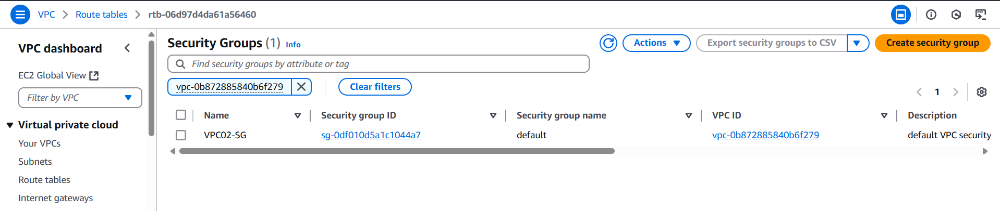 VPC > Route tables > rtb-06d97d4da61a56460
VPC dashboard
EC2 Global View
Filter by VPC
Virtual private cloud
Your VPCs
Subnets
Route tables
Internet gateways
Security Groups (1) Info
Actions
Export security groups to CSV
Create security group
Find security groups by attribute or tag
vpc-0b872885840b6f279
Clear filters
1
Name Security group ID Security group name VPC ID Description
VPC02-SG sg-0df010d5a1c1044a7 default vpc-0b872885840b6f279 default VPC security